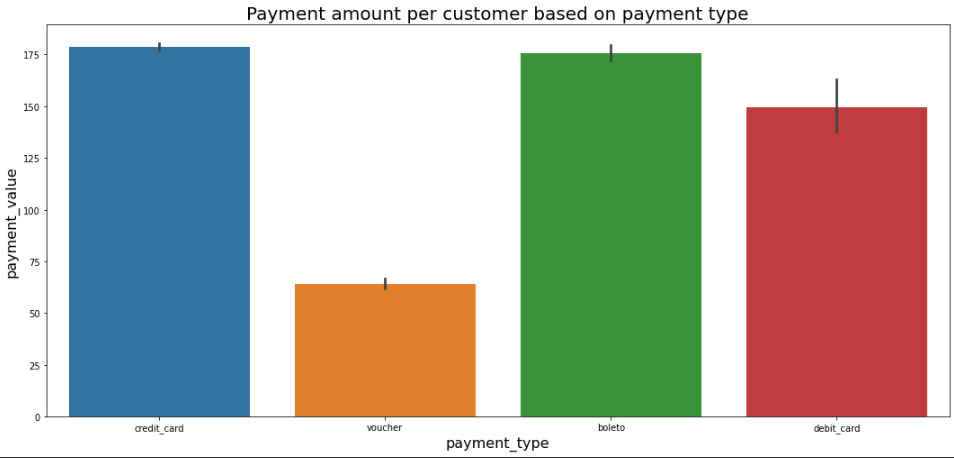 Payment amount per customer based on payment type
payment_value
175
150
125
100
75
50
25
0
credit_card
voucher
boleto
debit_card
payment_type